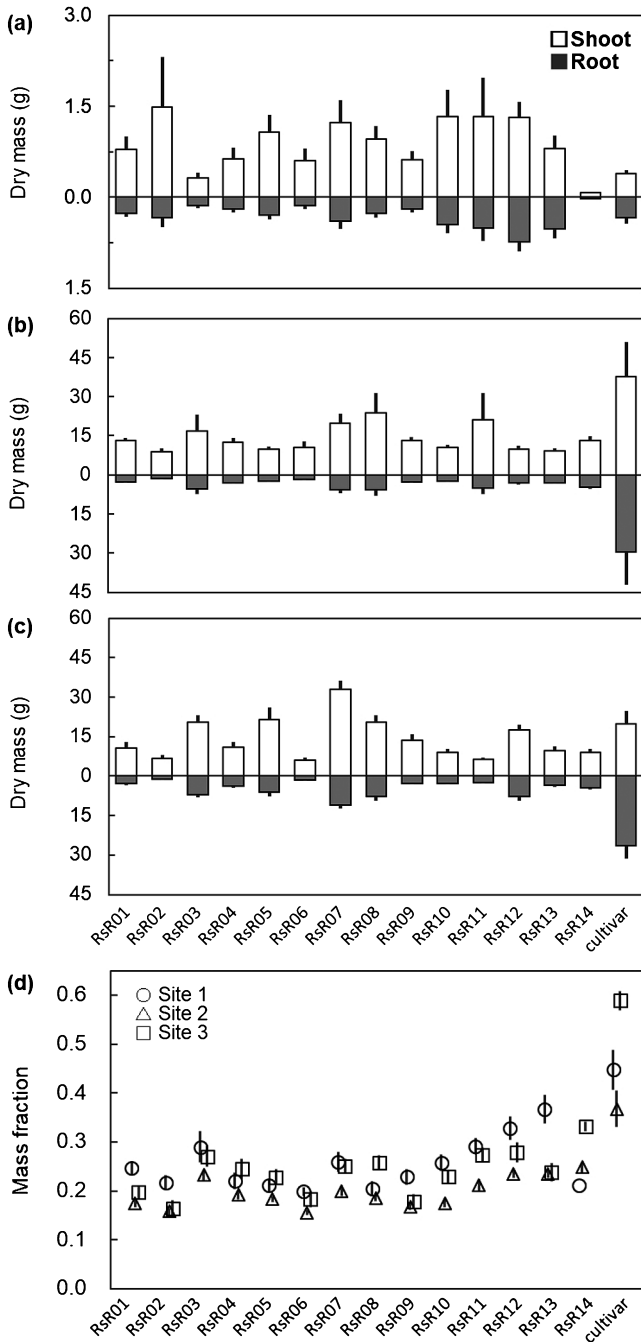 (a)
3.0
1.5
0.0
1.5
Dry mass (g)
Shoot
Root
(b)
60
45
30
15
0
15
30
45
Dry mass (g)
(c)
60
45
30
15
0
15
30
45
Dry mass (g)
RsR01 RsR02 RsR03 RsR04 RsR05 RsR06 RsR07 RsR08 RsR09 RsR10 RsR11 RsR12 RsR13 RsR14 cultivar
(d)
0.6
0.5
0.4
0.3
0.2
0.1
0.0
Mass fraction
Site 1
Site 2
Site 3
RsR01 RsR02 RsR03 RsR04 RsR05 RsR06 RsR07 RsR08 RsR09 RsR10 RsR11 RsR12 RsR13 RsR14 cultivar